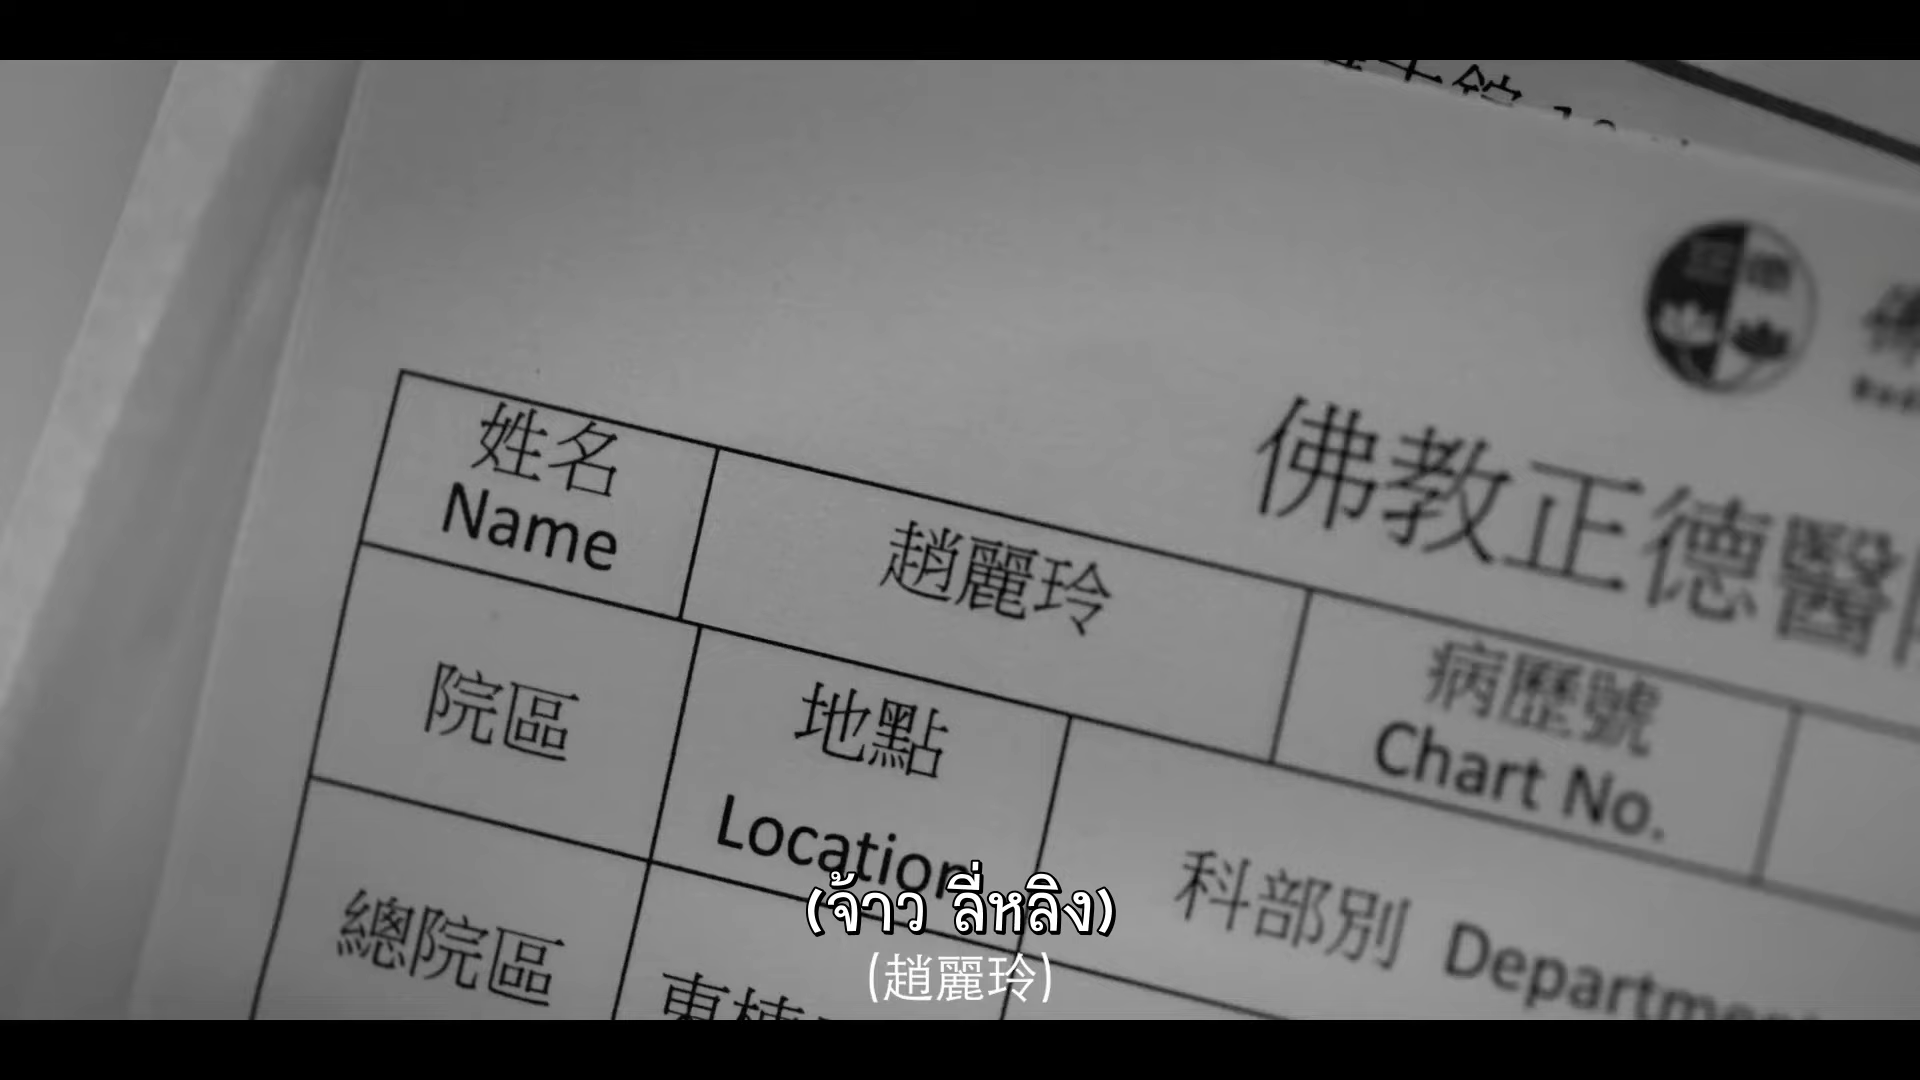 佛教正德醫
姓名
Name
趙麗玲
病歷號
Chart No.
院區
地點
Location
科部別 Department
總院區
東棟
(จ้าว ลี่หลิง)
(趙麗玲)